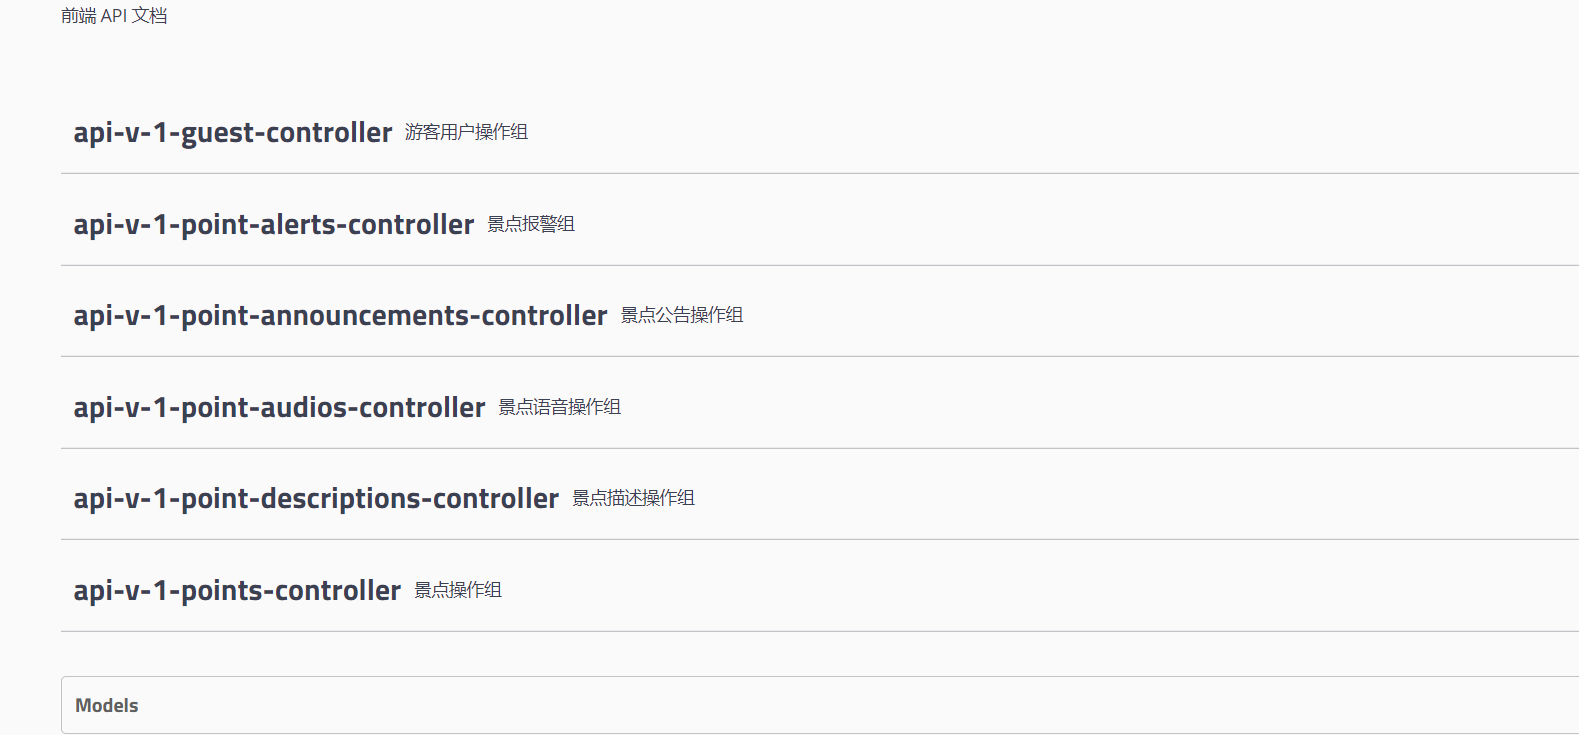 前端 API 文档
api-v-1-guest-controller 游客用户操作组
api-v-1-point-alerts-controller 景点报警组
api-v-1-point-announcements-controller 景点公告操作组
api-v-1-point-audios-controller 景点语音操作组
api-v-1-point-descriptions-controller 景点描述操作组
api-v-1-points-controller 景点操作组
Models